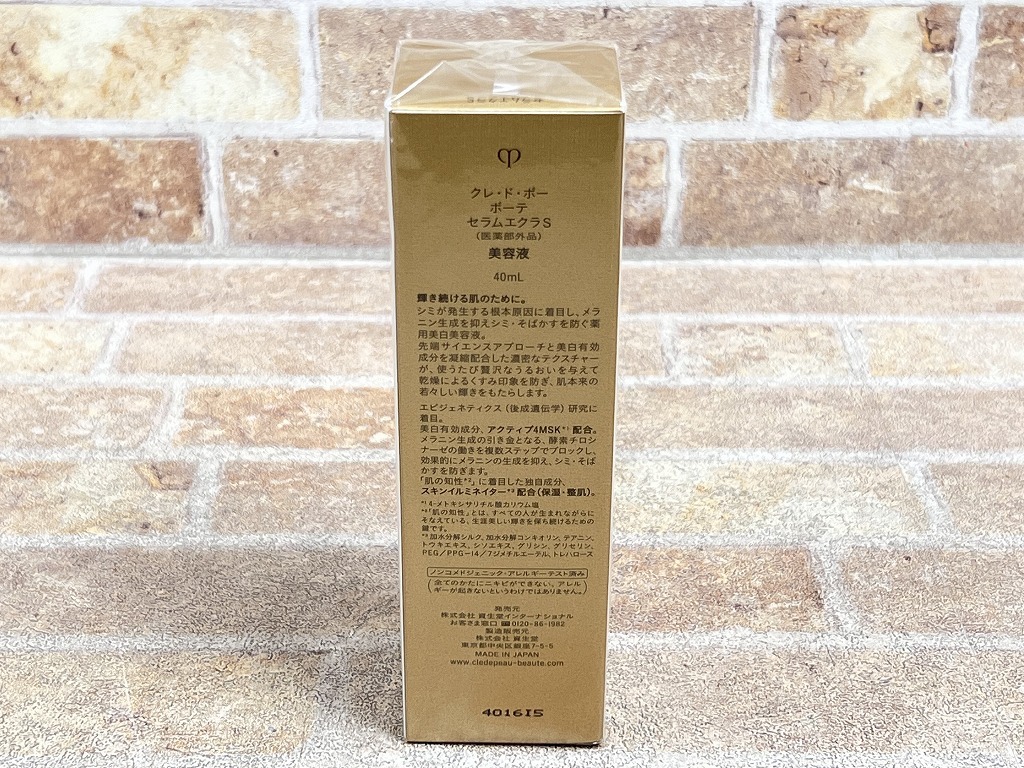 セラムエクラE
クレ・ド・ポー
ボーテ
セラムエクラS
(医薬部外品)
美容液
40mL
輝き続ける肌のために。
シミが発生する根本原因に着目し、メラ
ニン生成を抑えシミ・そばかすを防ぐ薬
用美白美容液。
先端サイエンスアプローチと美白有効
成分を凝縮配合した濃密なテクスチャー
が、使うたび贅沢なうるおいを与えて
乾燥によるくすみ印象を防ぎ、肌本来の
若々しい輝きをもたらします。
エピジェネティクス(後成遺伝学)研究に
着目。
美白有効成分、アクティブ4MSK*1 配合。
メラニン生成の引き金となる、酵素チロシ
ナーゼの働きを複数ステップでブロックし、
効果的にメラニンの生成を抑え、シミ・そば
かすを防ぎます。
「肌の知性*2」に着目した独自成分、
スキンイルミネイター*3 配合(保湿・整肌)。
*1 4-メトキシサリチル酸カリウム塩
*2「肌の知性」とは、すべての人が生まれながらに
そなえている、生涯美しい輝きを保ち続けるための
鍵です。
*3 加水分解シルク、加水分解コンキオリン、テアニン、
トウキエキス、シソエキス、グリシン、グリセリン、
PEG/PPG-14/7ジメチルエーテル、トレハロース
ノンコメドジェニック・アレルギーテスト済み
(全てのかたにニキビができない、アレル
ギーが起きないというわけではありません。)
発売元
株式会社 資生堂インターナショナル
お客さま窓口 ☎0120-86-1982
製造販売元
株式会社 資生堂
東京都中央区銀座7-5-5
MADE IN JAPAN
www.cledepeau-beaute.com
4016I5